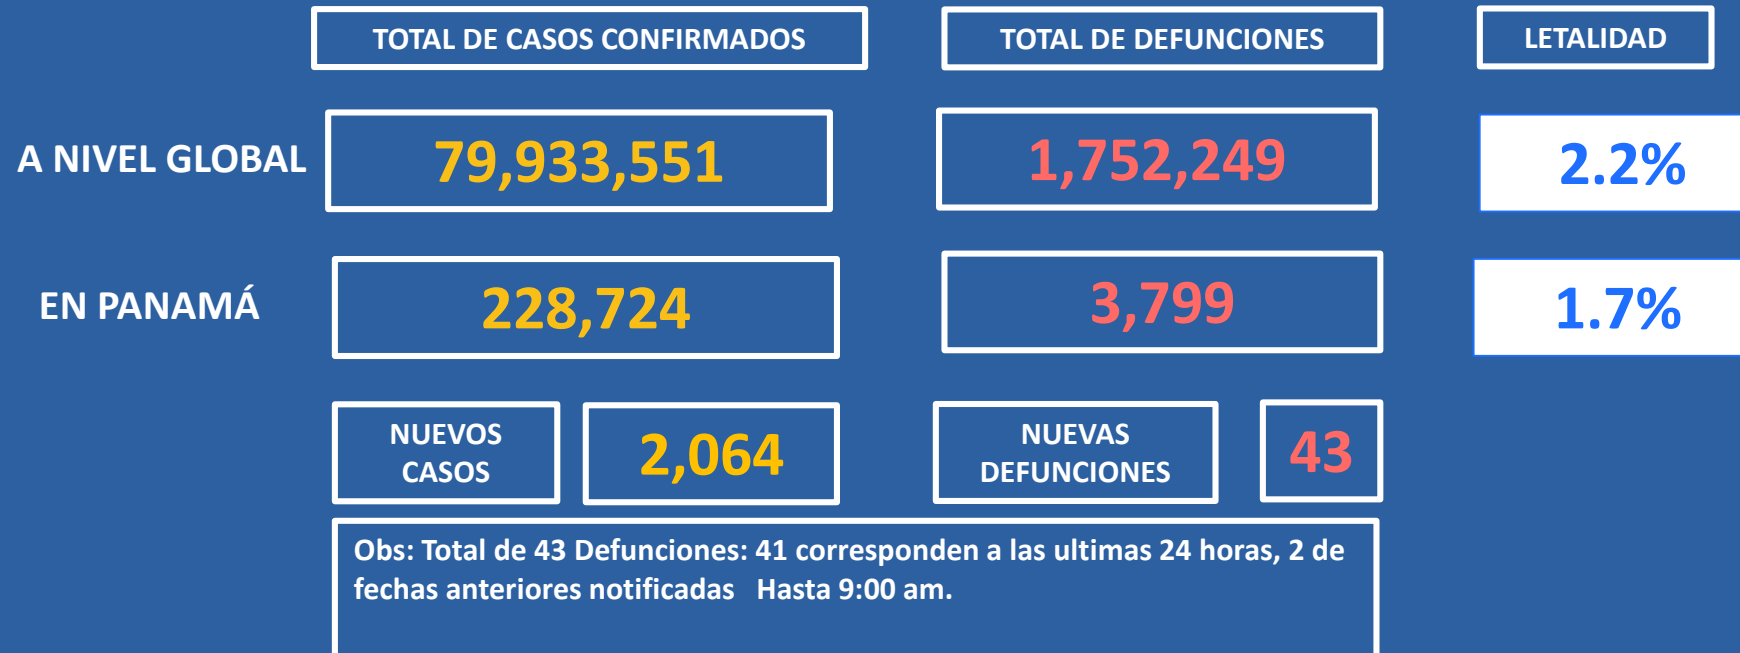 TOTAL DE CASOS CONFIRMADOS
TOTAL DE DEFUNCIONES
LETALIDAD
A NIVEL GLOBAL
79,933,551
1,752,249
2.2%
EN PANAMÁ
228,724
3,799
1.7%
NUEVOS
CASOS
2,064
NUEVAS
DEFUNCIONES
43
Obs: Total de 43 Defunciones: 41 corresponden a las ultimas 24 horas, 2 de
fechas anteriores notificadas   Hasta 9:00 am.